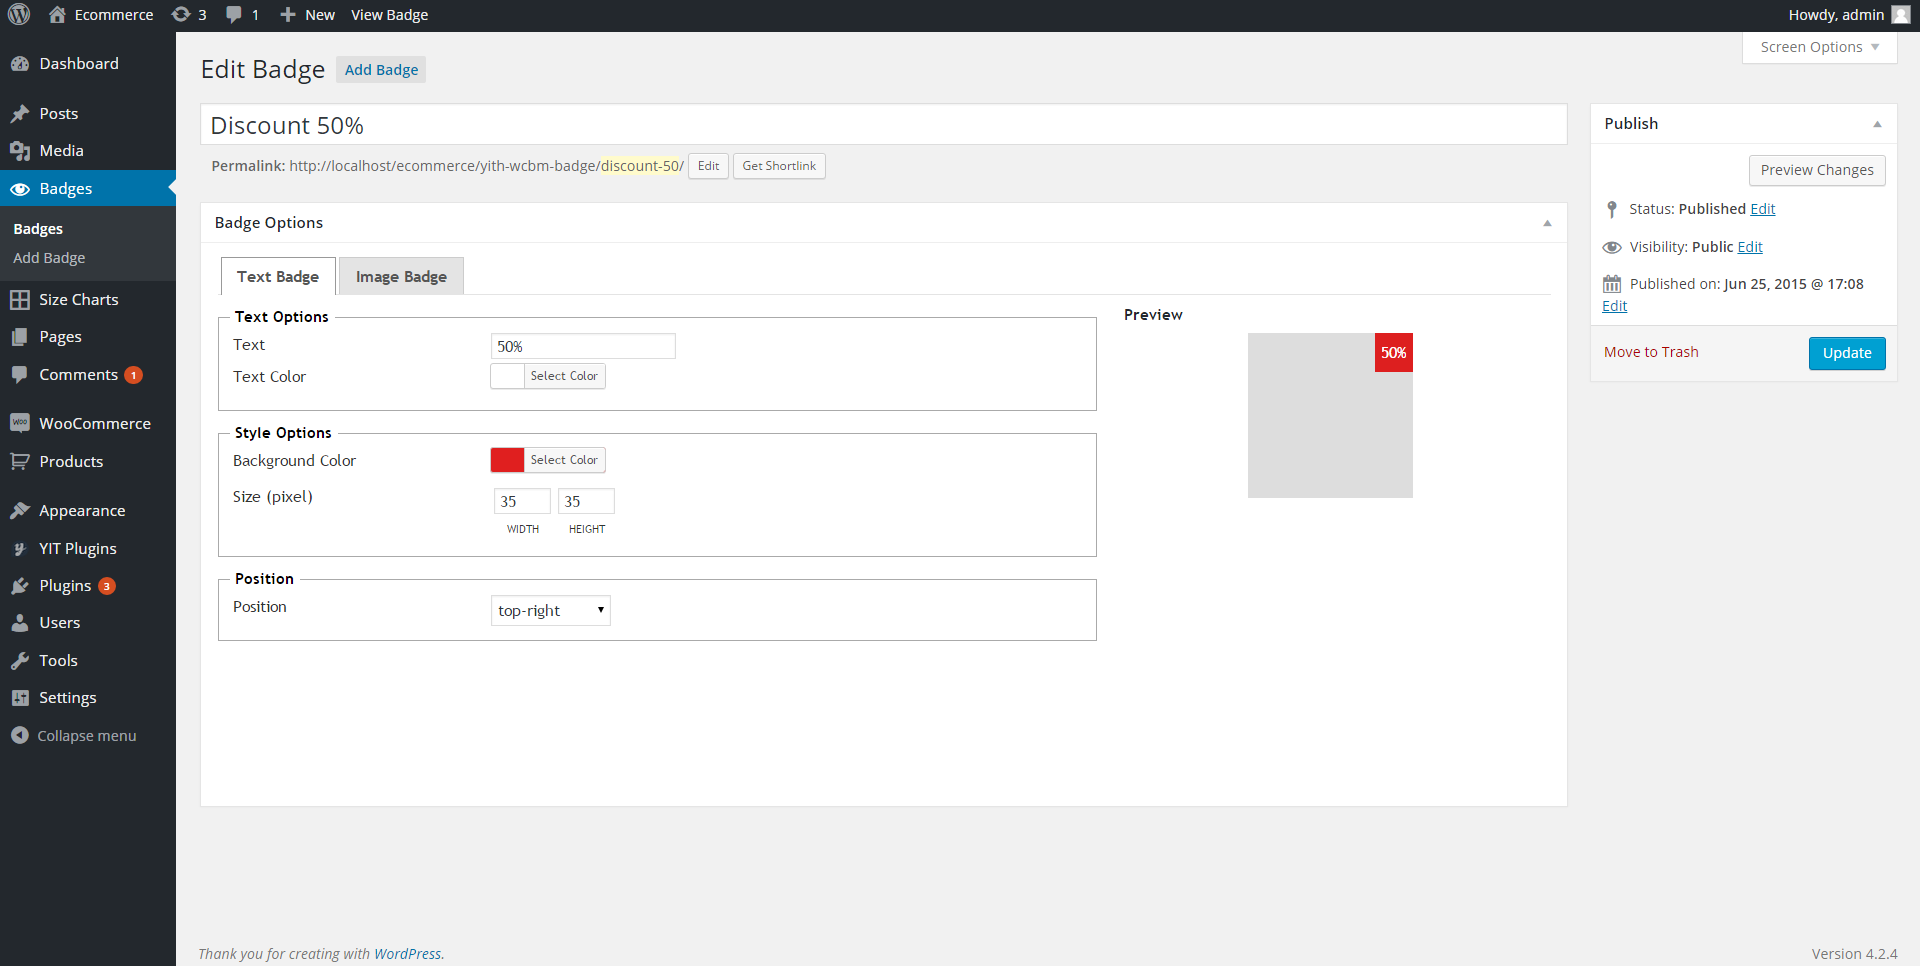 Ecommerce 3 1 New View Badge Howdy, admin
Screen Options
Dashboard
Posts
Media
Badges
Badges
Add Badge
Size Charts
Pages
Comments 1
WOO WooCommerce
Products
Appearance
YIT Plugins
Plugins 3
Users
Tools
Settings
Collapse menu
Edit Badge Add Badge
Discount 50%
Permalink: http://localhost/ecommerce/yith-wcbm-badge/discount-50/ Edit Get Shortlink
Badge Options
Text Badge Image Badge
Text Options
Text 50%
Text Color Select Color
Style Options
Background Color Select Color
Size (pixel) 35 35
WIDTH HEIGHT
Position
Position top-right
Preview
50%
Publish
Preview Changes
Status: Published Edit
Visibility: Public Edit
Published on: Jun 25, 2015 @ 17:08
Edit
Move to Trash Update
Thank you for creating with WordPress.
Version 4.2.4